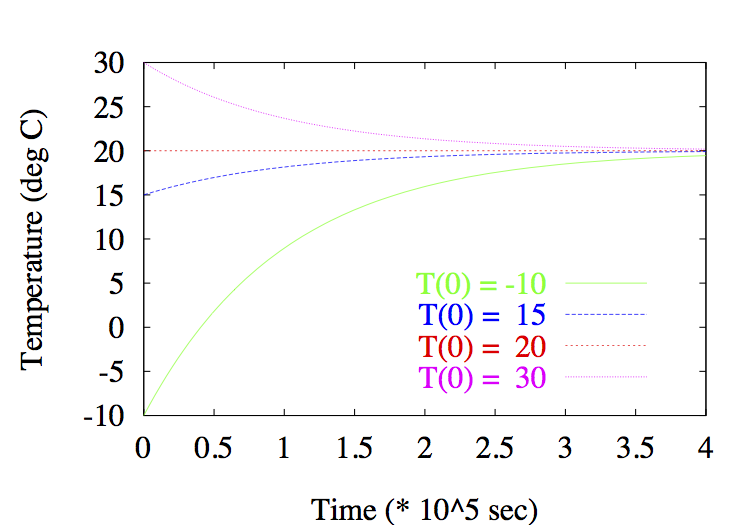 30
25
20
15
10
5
0
-5
-10
Temperature (deg C)
T(0) = -10
T(0) = 15
T(0) = 20
T(0) = 30
0 0.5 1 1.5 2 2.5 3 3.5 4
Time (* 10^5 sec)